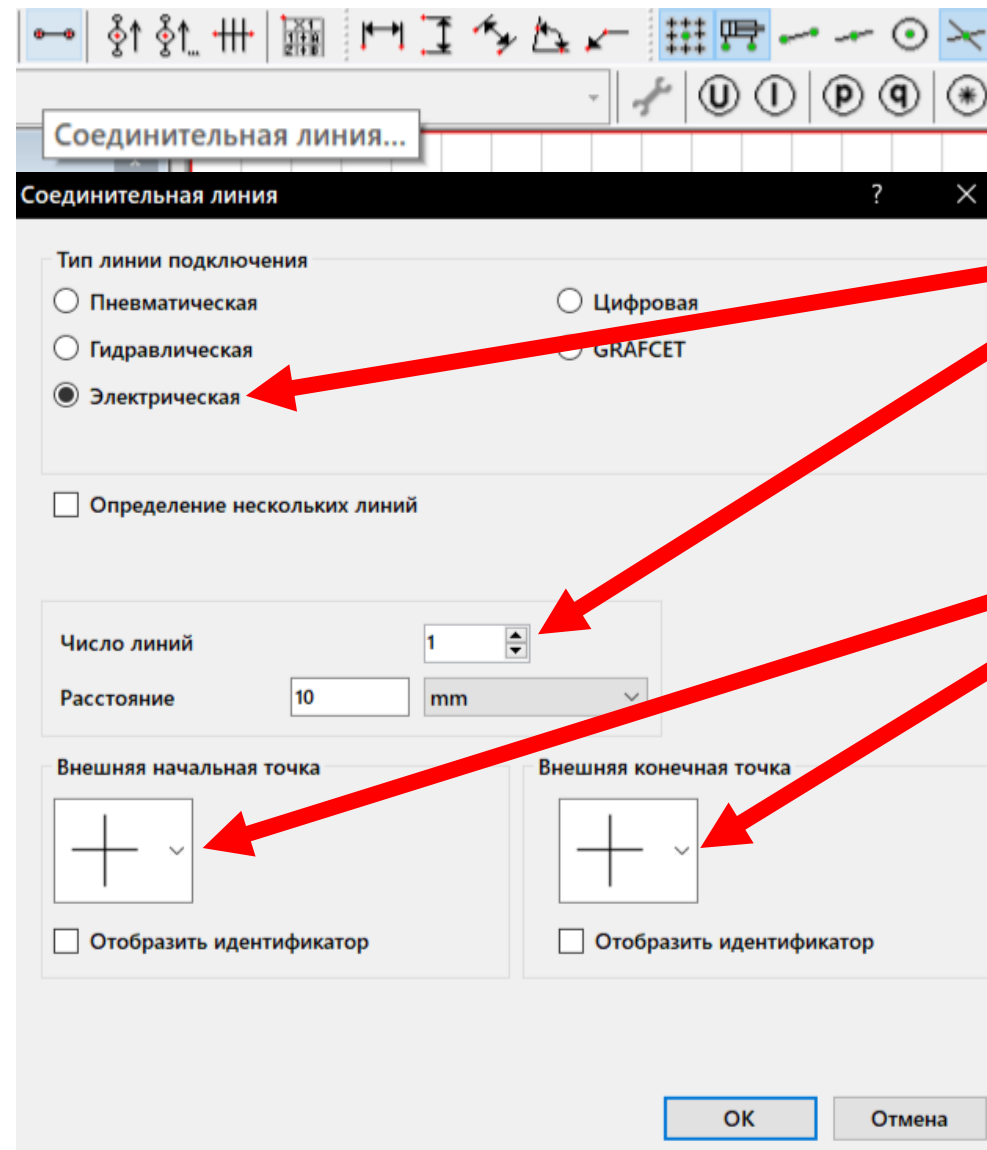 Соединительная линия...
Соединительная линия ?
Тип линии подключения
Пневматическая Цифровая
Гидравлическая GRAFCET
Электрическая
Определение нескольких линий
Число линий 1
Расстояние 10 mm
Внешняя начальная точка Внешняя конечная точка
Отобразить идентификатор Отобразить идентификатор
OK Отмена